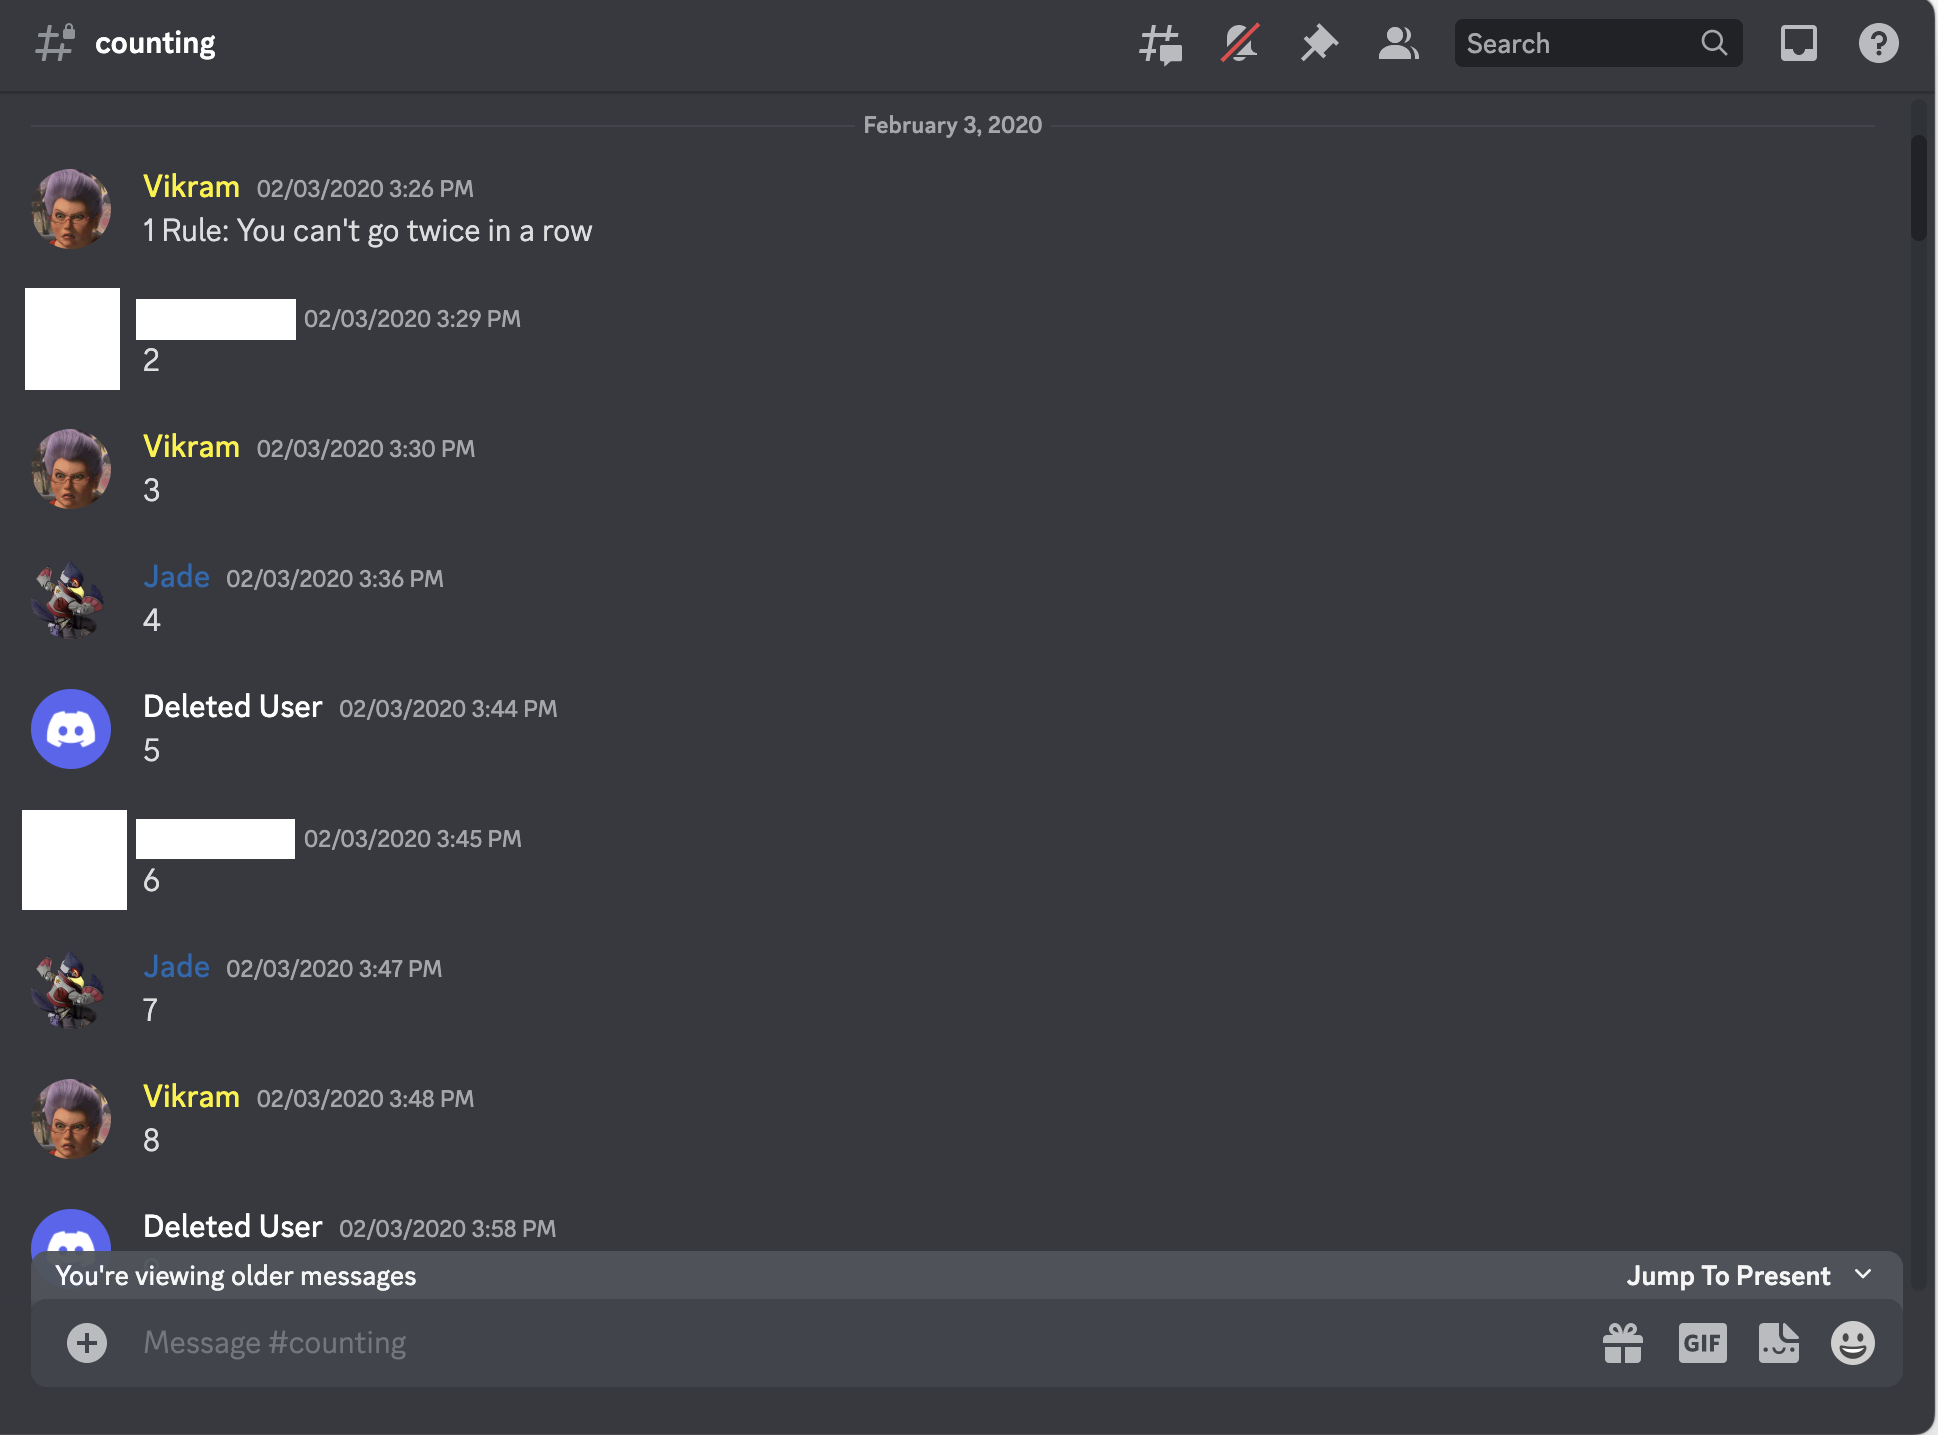 counting
Search
February 3, 2020
Vikram 02/03/2020 3:26 PM
1 Rule: You can't go twice in a row
02/03/2020 3:29 PM
2
Vikram 02/03/2020 3:30 PM
3
Jade 02/03/2020 3:36 PM
4
Deleted User 02/03/2020 3:44 PM
5
02/03/2020 3:45 PM
6
Jade 02/03/2020 3:47 PM
7
Vikram 02/03/2020 3:48 PM
8
Deleted User 02/03/2020 3:58 PM
You're viewing older messages Jump To Present
Message #counting GIF